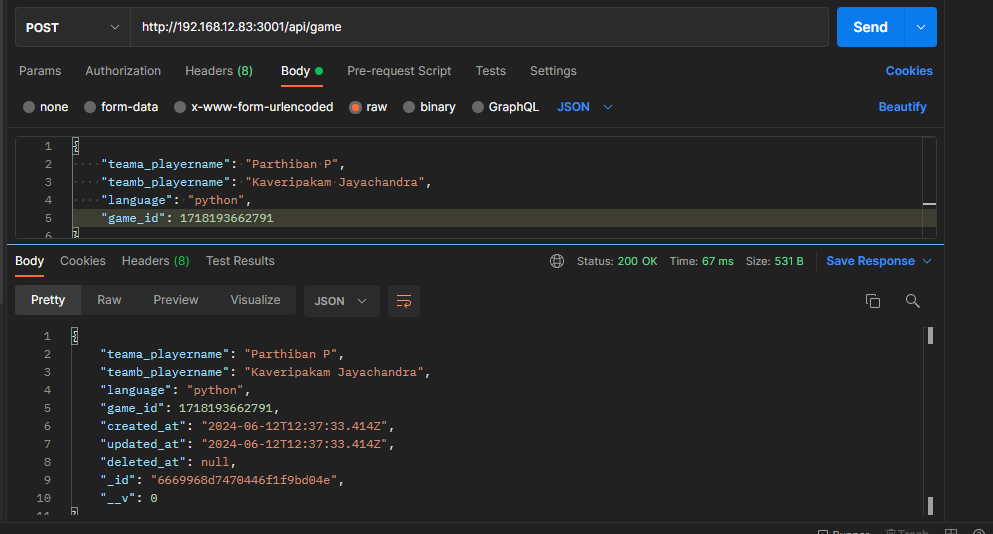 POST http://192.168.12.83:3001/api/game Send
Params Authorization Headers (8) Body Pre-request Script Tests Settings Cookies
none form-data x-www-form-urlencoded raw binary GraphQL JSON Beautify
1 {
2 "teama_playername": "Parthiban P",
3 "teamb_playername": "Kaveripakam Jayachandra",
4 "language": "python",
5 "game_id": 1718193662791
6 }
Body Cookies Headers (8) Test Results Status: 200 OK Time: 67 ms Size: 531 B Save Response
Pretty Raw Preview Visualize JSON
1 {
2 "teama_playername": "Parthiban P",
3 "teamb_playername": "Kaveripakam Jayachandra",
4 "language": "python",
5 "game_id": 1718193662791,
6 "created_at": "2024-06-12T12:37:33.414Z",
7 "updated_at": "2024-06-12T12:37:33.414Z",
8 "deleted_at": null,
9 "_id": "6669968d7470446f1f9bd04e",
10 "__v": 0
11 }
Runner Trash